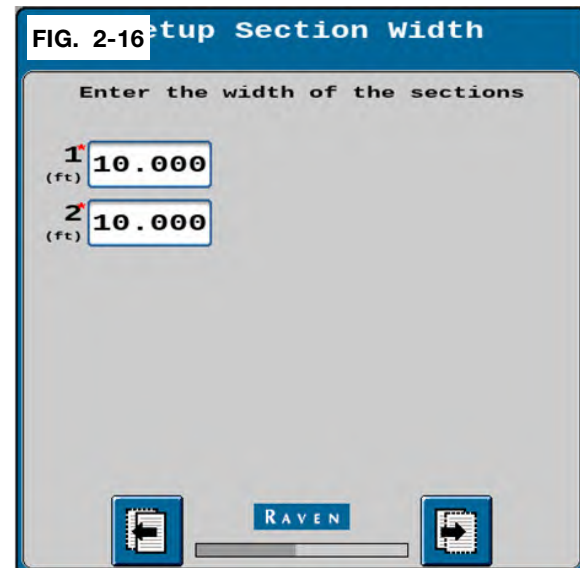 FIG. 2-16
etup Section Width
Enter the width of the sections
1* 10.000
(ft)
2* 10.000
(ft)
RAVEN